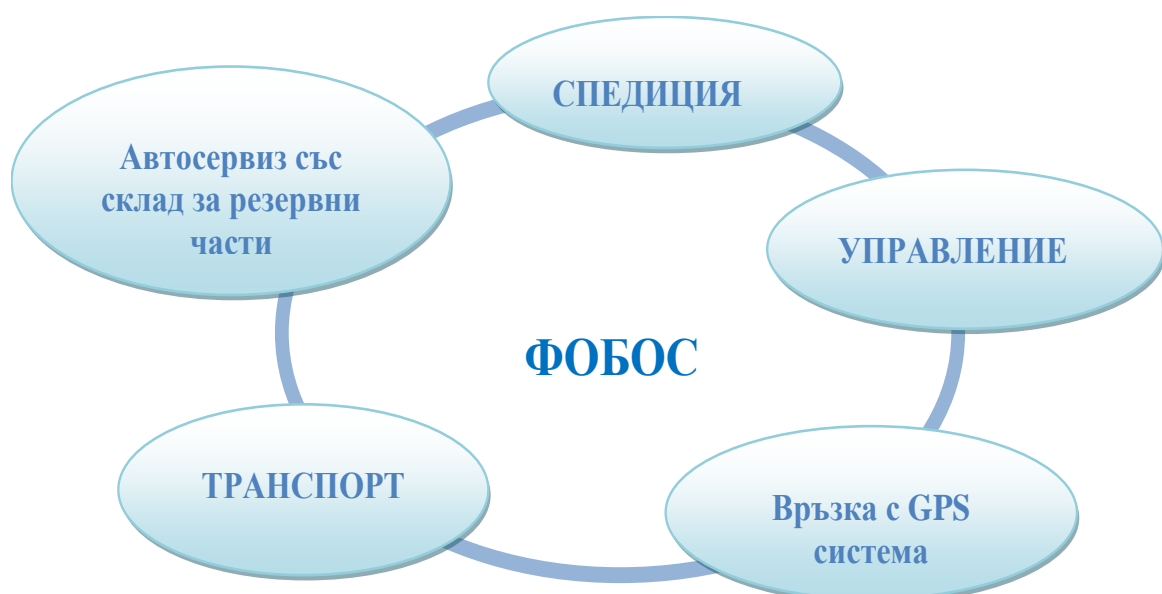 СПЕДИЦИЯ
Автосервиз със
склад за резервни
части
УПРАВЛЕНИЕ
ФОБОС
ТРАНСПОРТ
Връзка с GPS
система